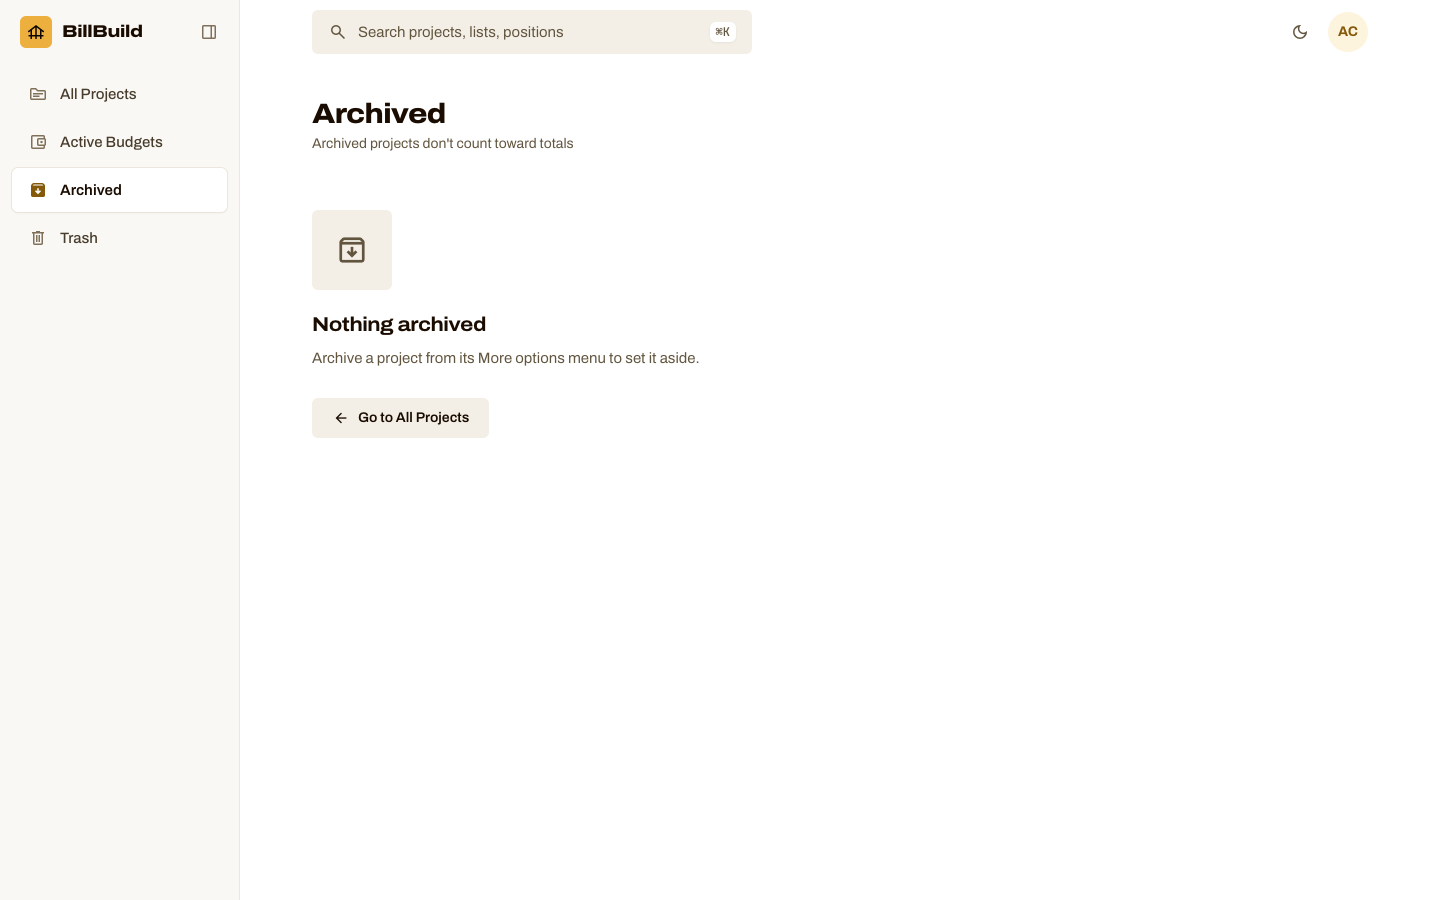 BillBuild
All Projects
Active Budgets
Archived
Trash
Search projects, lists, positions
⌘K
AC
Archived
Archived projects don't count toward totals
Nothing archived
Archive a project from its More options menu to set it aside.
Go to All Projects